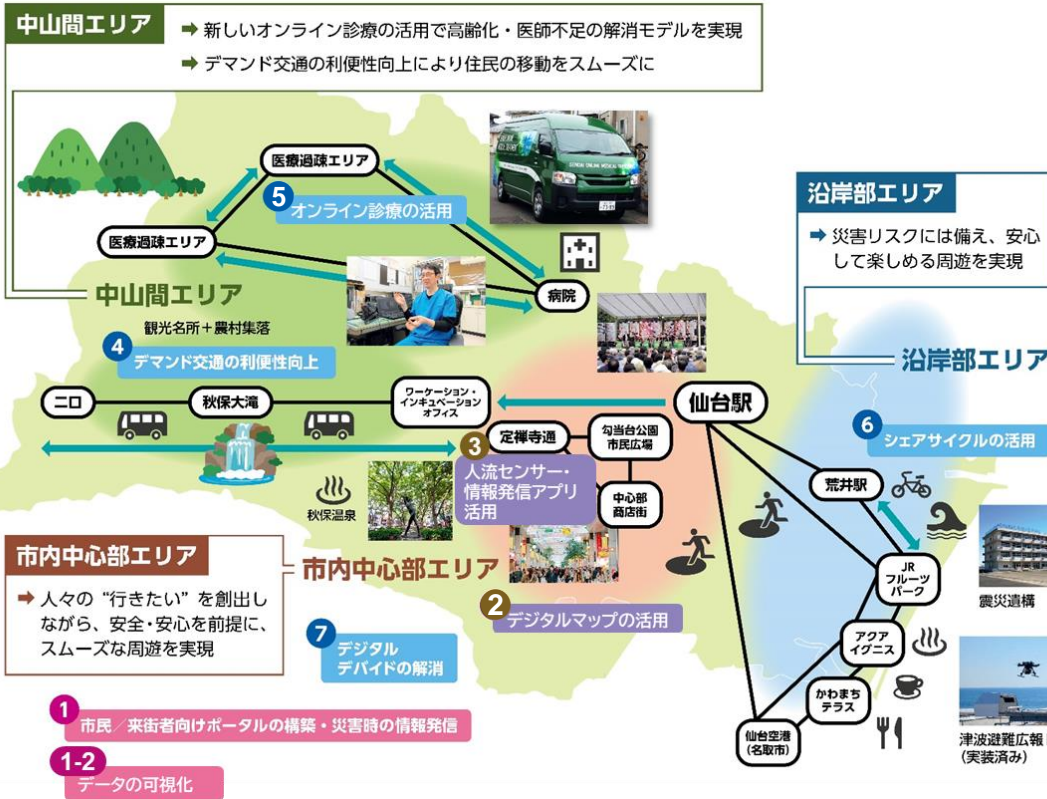 中山間エリア
➡ 新しいオンライン診療の活用で高齢化・医師不足の解消モデルを実現
➡ デマンド交通の利便性向上により住民の移動をスムーズに
医療過疎エリア
5
オンライン診療の活用
医療過疎エリア
病院
中山間エリア
観光名所＋農村集落
4
デマンド交通の利便性向上
沿岸部エリア
➡ 災害リスクには備え、安心
して楽しめる周遊を実現
沿岸部エリア
二口
秋保大滝
ワーケーション・
インキュベーション
オフィス
仙台駅
定禅寺通
勾当台公園
市民広場
3
人流センサー・
情報発信アプリ
活用
中心部
商店街
6
シェアサイクルの活用
荒井駅
秋保温泉
JR
フルーツ
パーク
震災遺構
市内中心部エリア
➡ 人々の“行きたい”を創出し
ながら、安全・安心を前提に、
スムーズな周遊を実現
市内中心部エリア
2
デジタルマップの活用
7
デジタル
デバイドの解消
アクア
イグニス
かわまち
テラス
仙台空港
(名取市)
津波避難広報
(実装済み)
1
市民／来街者向けポータルの構築・災害時の情報発信
1-2
データの可視化